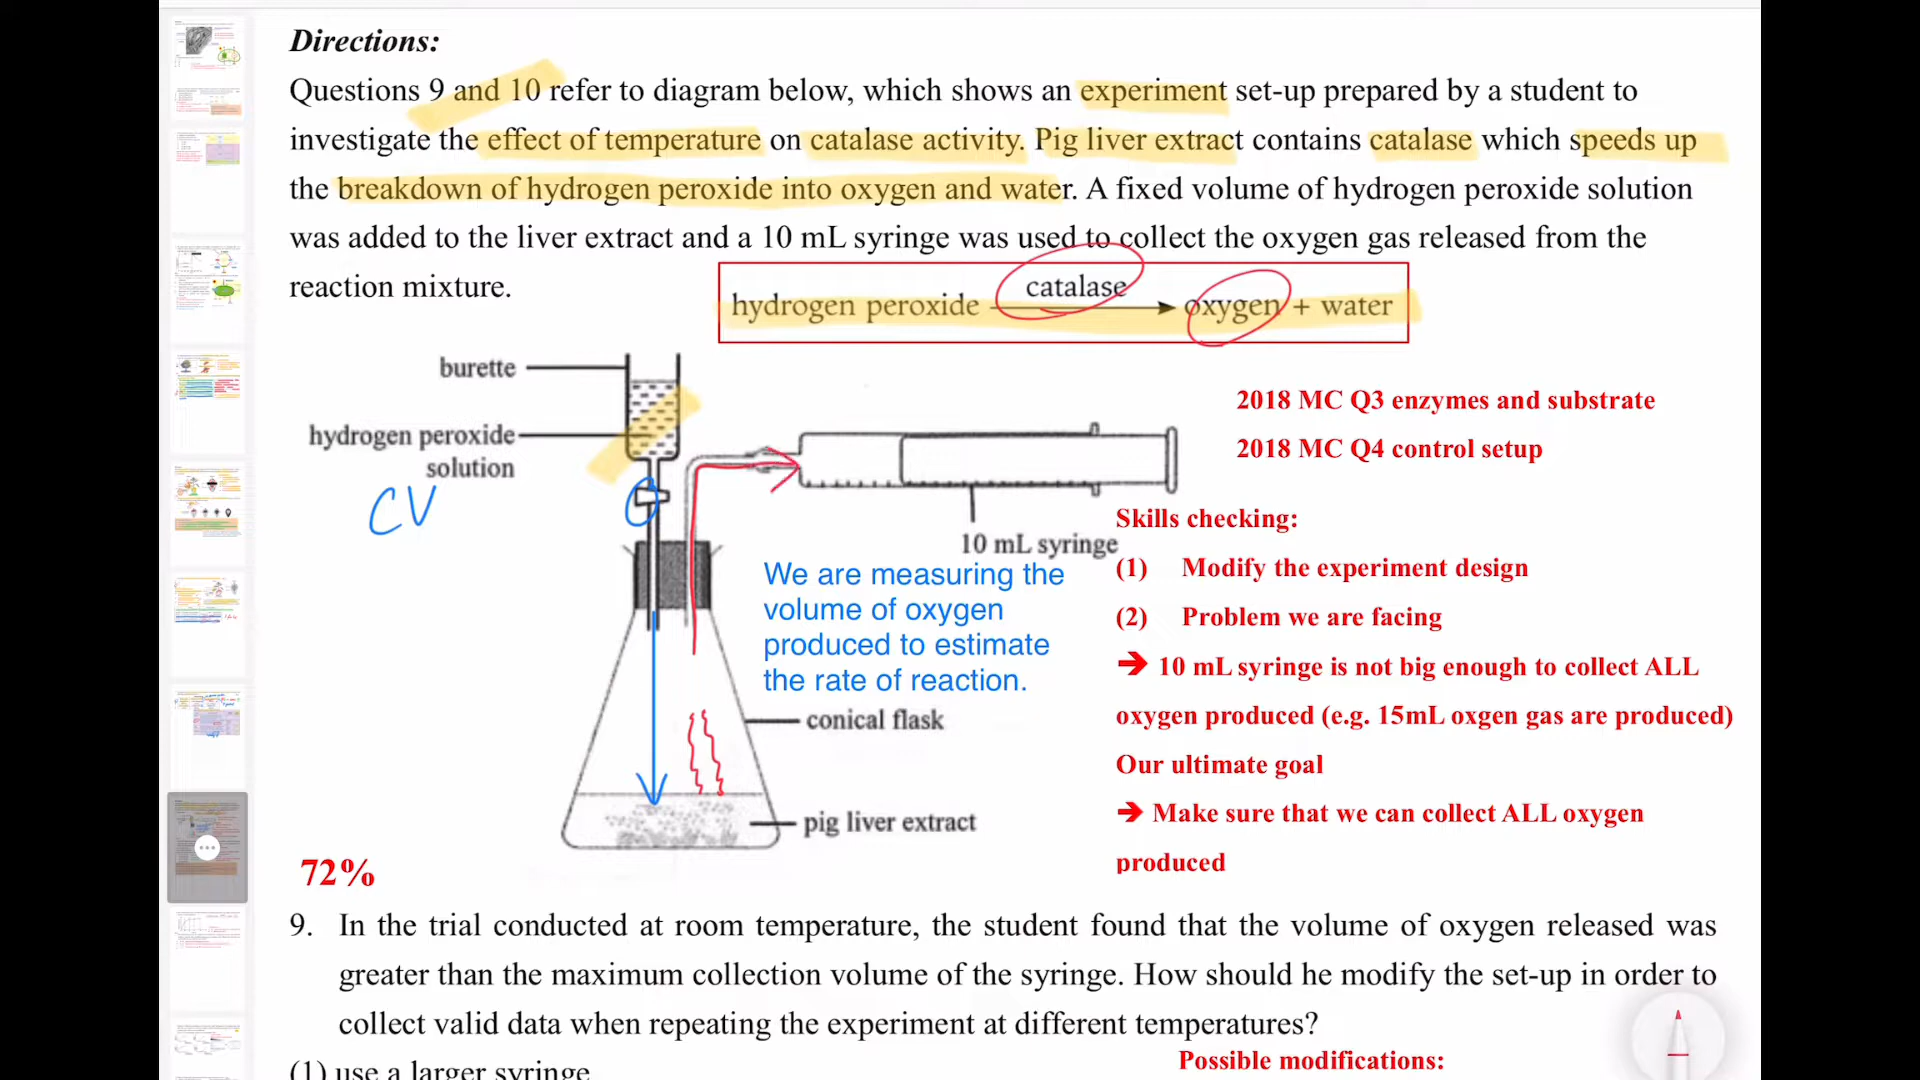 Directions:
Questions 9 and 10 refer to diagram below, which shows an experiment set-up prepared by a student to
investigate the effect of temperature on catalase activity. Pig liver extract contains catalase which speeds up
the breakdown of hydrogen peroxide into oxygen and water. A fixed volume of hydrogen peroxide solution
was added to the liver extract and a 10 mL syringe was used to collect the oxygen gas released from the
reaction mixture.
catalase
hydrogen peroxide → oxygen + water
burette
hydrogen peroxide
solution
CV
2018 MC Q3 enzymes and substrate
2018 MC Q4 control setup
10 mL syringe
We are measuring the
volume of oxygen
produced to estimate
the rate of reaction.
conical flask
pig liver extract
Skills checking:
(1) Modify the experiment design
(2) Problem we are facing
➔ 10 mL syringe is not big enough to collect ALL
oxygen produced (e.g. 15mL oxgen gas are produced)
Our ultimate goal
➔ Make sure that we can collect ALL oxygen
produced
72%
9. In the trial conducted at room temperature, the student found that the volume of oxygen released was
greater than the maximum collection volume of the syringe. How should he modify the set-up in order to
collect valid data when repeating the experiment at different temperatures?
Possible modifications:
(1) use a larger syringe